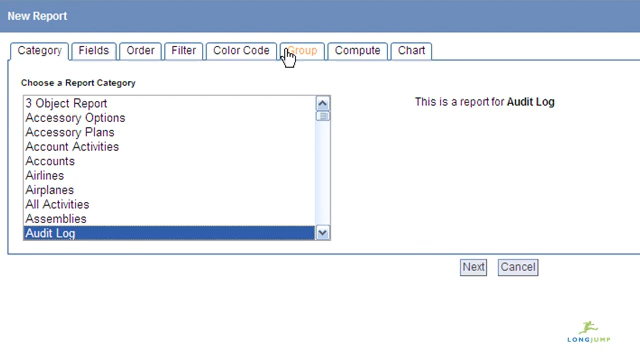 New Report
Category Fields Order Filter Color Code Group Compute Chart
Choose a Report Category
3 Object Report
Accessory Options
Accessory Plans
Account Activities
Accounts
Airlines
Airplanes
All Activities
Assemblies
Audit Log
This is a report for Audit Log
Next Cancel
LONGJUMP